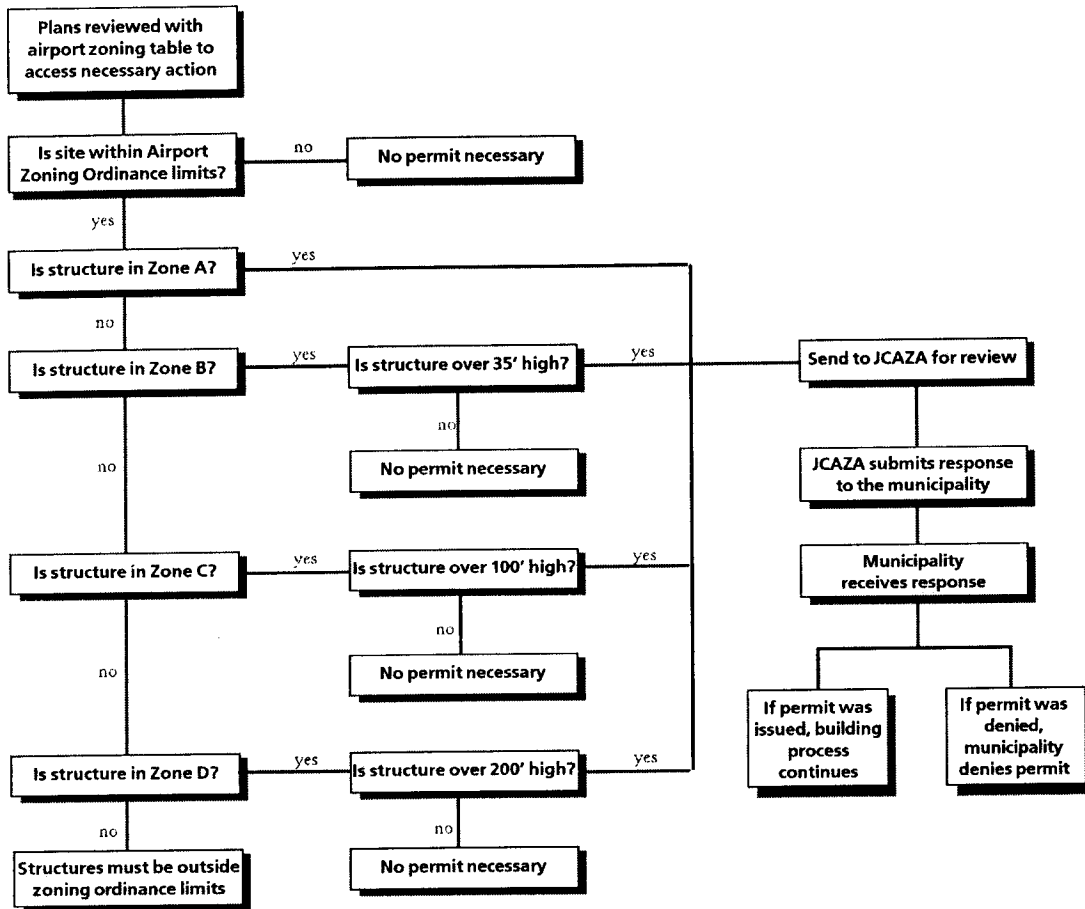 Plans reviewed with
airport zoning table to
access necessary action
Is site within Airport
Zoning Ordinance limits?
no
No permit necessary
yes
Is structure in Zone A?
yes
no
Is structure in Zone B?
yes
Is structure over 35' high?
yes
Send to JCAZA for review
no
No permit necessary
no
JCAZA submits response
to the municipality
Is structure in Zone C?
yes
Is structure over 100' high?
yes
Municipality
receives response
no
No permit necessary
no
If permit was
issued, building
process
continues
If permit was
denied,
municipality
denies permit
Is structure in Zone D?
yes
Is structure over 200' high?
yes
no
Structures must be outside
zoning ordinance limits
no
No permit necessary